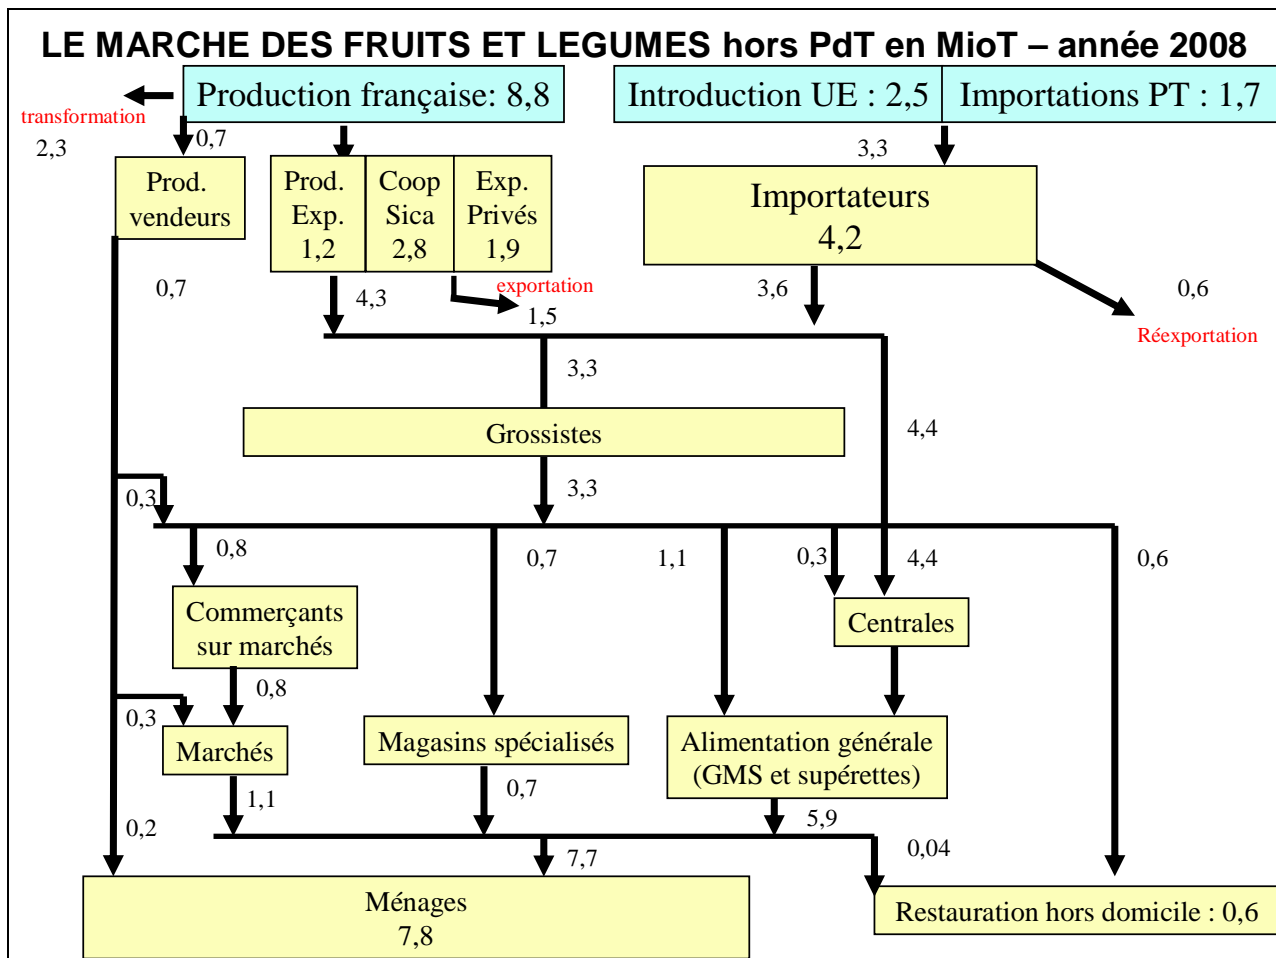 LE MARCHE DES FRUITS ET LEGUMES hors PdT en MioT – année 2008
Production française: 8,8
Introduction UE : 2,5
Importations PT : 1,7
transformation
2,3
0,7
3,3
Prod.
vendeurs
Prod.
Exp.
1,2
Coop
Sica
2,8
Exp.
Privés
1,9
Importateurs
4,2
0,7
4,3
exportation
1,5
3,6
0,6
Réexportation
3,3
Grossistes
4,4
3,3
0,3
0,8
0,7
1,1
0,3
4,4
0,6
Commerçants
sur marchés
Centrales
0,8
0,3
Marchés
Magasins spécialisés
Alimentation générale
(GMS et supérettes)
1,1
0,7
5,9
0,2
7,7
0,04
Ménages
7,8
Restauration hors domicile : 0,6